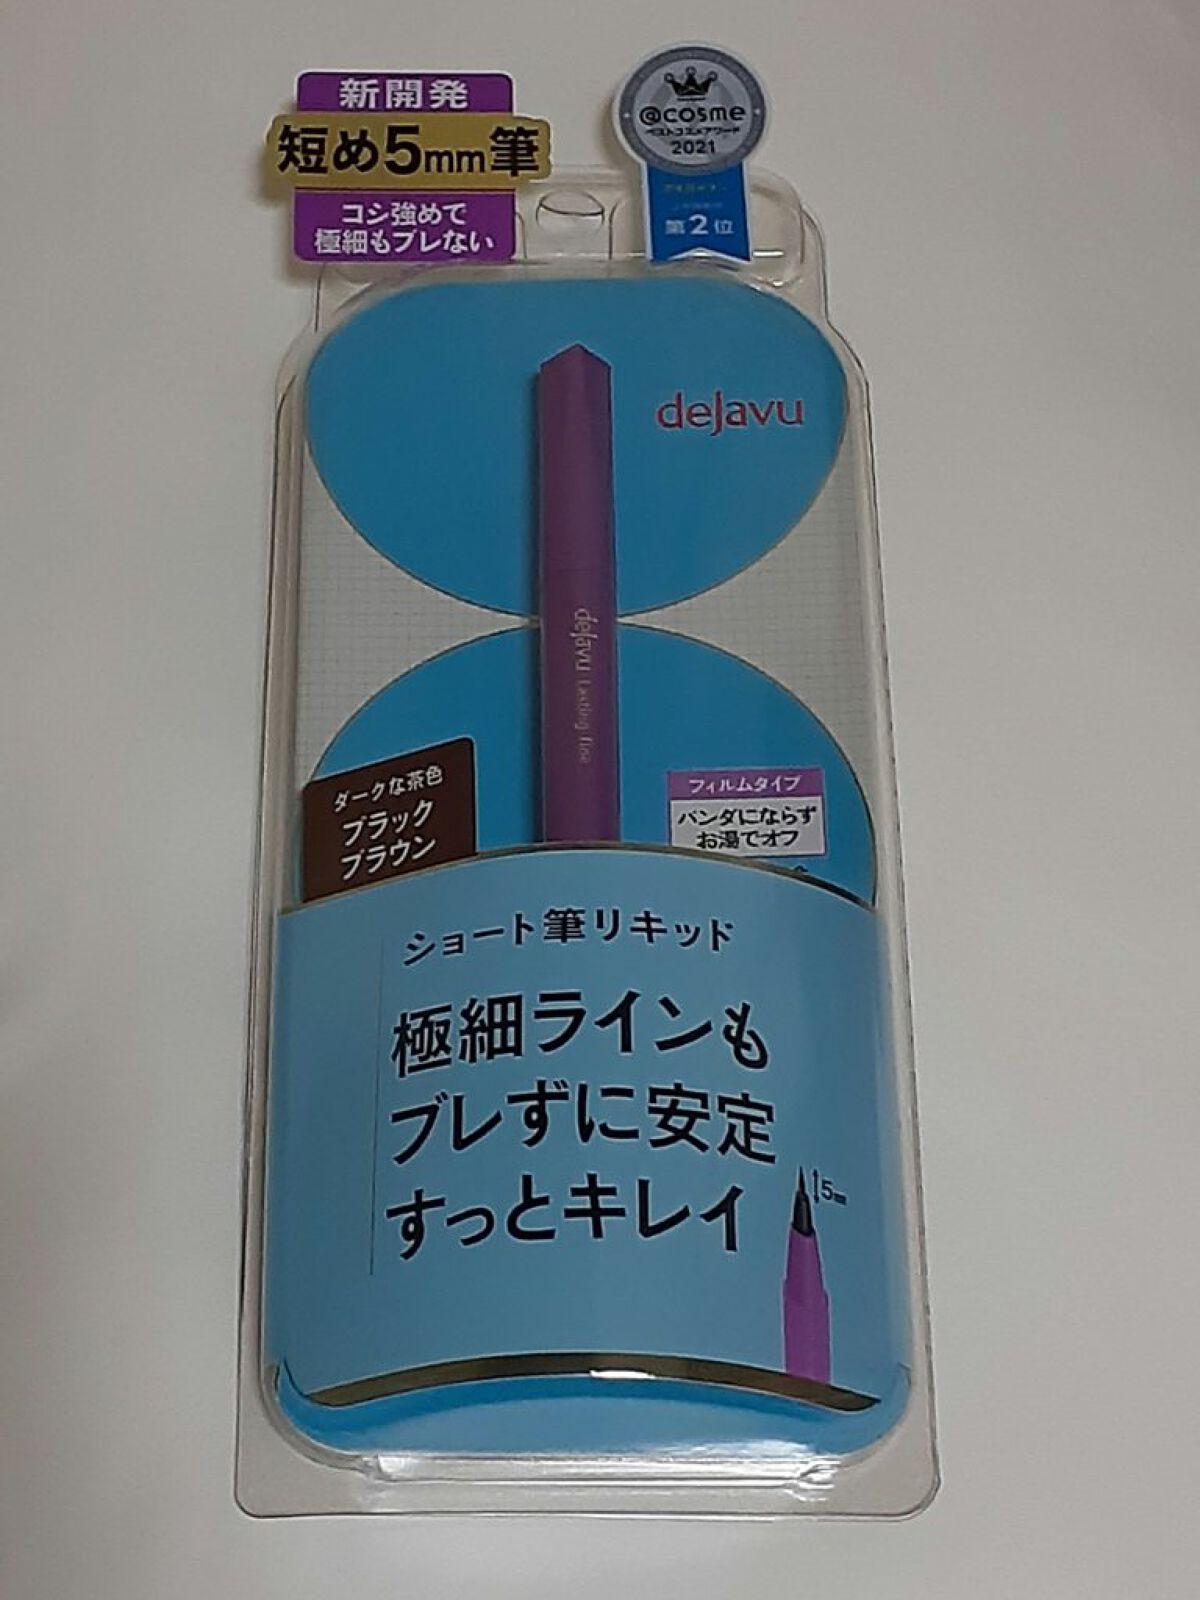 新開発
短め5mm筆
コシ強めで
極細もブレない
@cosme
ベストコスメアワード
2021
第2位
deJavu
deJavu Lasting-fine
ダークな茶色
ブラック
ブラウン
フィルムタイプ
パンダにならず
お湯でオフ
ショート筆リキッド
極細ラインも
ブレずに安定
すっとキレイ
5mm